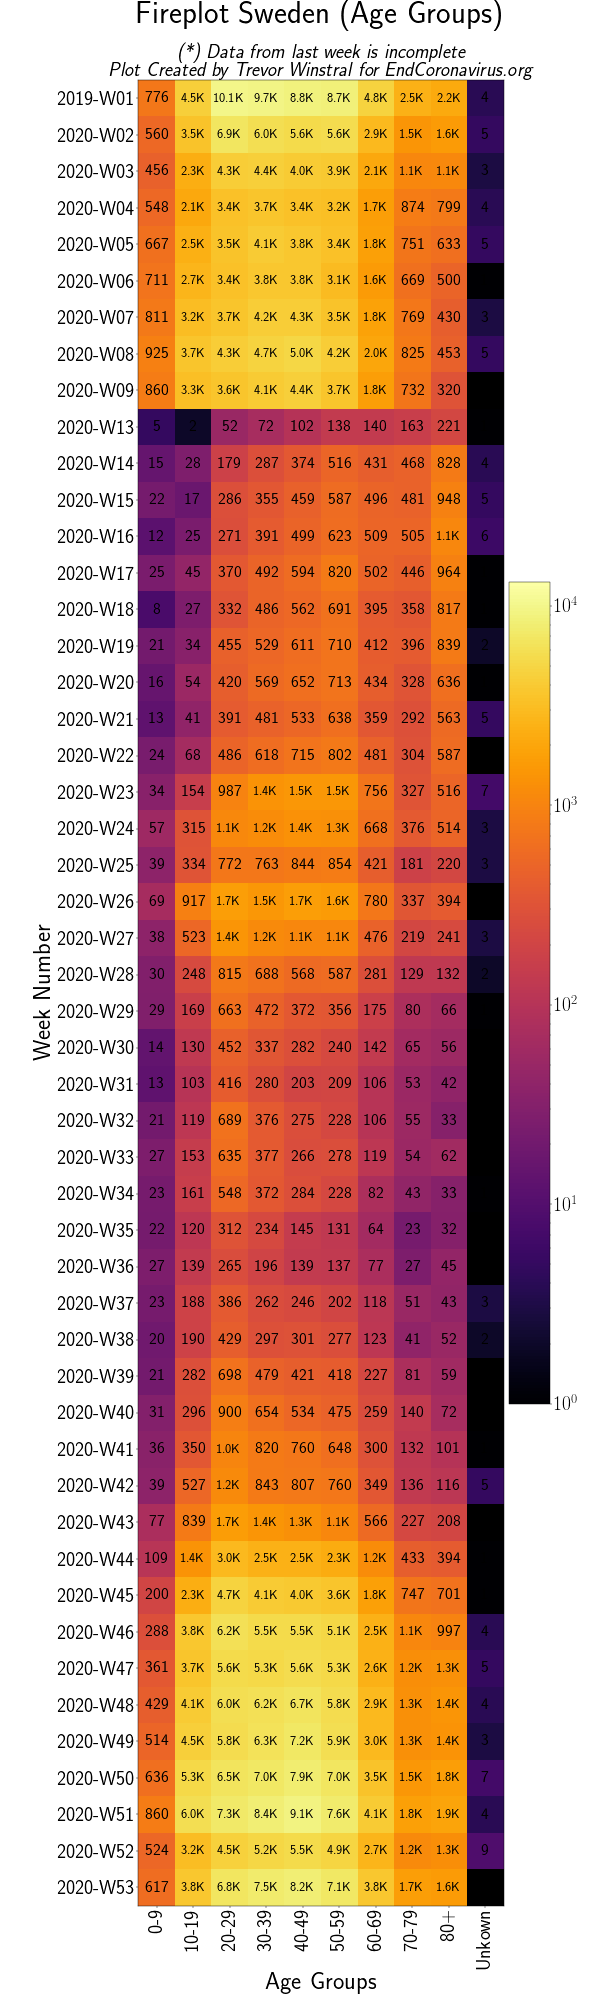 Fireplot Sweden (Age Groups)
(*) Data from last week is incomplete
Plot Created by Trevor Winstral for EndCoronavirus.org
2019-W01 776 4.5K 10.1K 9.7K 8.8K 8.7K 4.8K 2.5K 2.2K 4
2020-W02 560 3.5K 6.9K 6.0K 5.6K 5.6K 2.9K 1.5K 1.6K 5
2020-W03 456 2.3K 4.3K 4.4K 4.0K 3.9K 2.1K 1.1K 1.1K 3
2020-W04 548 2.1K 3.4K 3.7K 3.4K 3.2K 1.7K 874 799 4
2020-W05 667 2.5K 3.5K 4.1K 3.8K 3.4K 1.8K 751 633 5
2020-W06 711 2.7K 3.4K 3.8K 3.8K 3.1K 1.6K 669 500
2020-W07 811 3.2K 3.7K 4.2K 4.3K 3.5K 1.8K 769 430 3
2020-W08 925 3.7K 4.3K 4.7K 5.0K 4.2K 2.0K 825 453 5
2020-W09 860 3.3K 3.6K 4.1K 4.4K 3.7K 1.8K 732 320
2020-W13 5 2 52 72 102 138 140 163 221
2020-W14 15 28 179 287 374 516 431 468 828 4
2020-W15 22 17 286 355 459 587 496 481 948 5
2020-W16 12 25 271 391 499 623 509 505 1.1K 6
2020-W17 25 45 370 492 594 820 502 446 964
2020-W18 8 27 332 486 562 691 395 358 817
2020-W19 21 34 455 529 611 710 412 396 839 2
2020-W20 16 54 420 569 652 713 434 328 636
2020-W21 13 41 391 481 533 638 359 292 563 5
2020-W22 24 68 486 618 715 802 481 304 587
2020-W23 34 154 987 1.4K 1.5K 1.5K 756 327 516 7
2020-W24 57 315 1.1K 1.2K 1.4K 1.3K 668 376 514 3
2020-W25 39 334 772 763 844 854 421 181 220 3
2020-W26 69 917 1.7K 1.5K 1.7K 1.6K 780 337 394
2020-W27 38 523 1.4K 1.2K 1.1K 1.1K 476 219 241 3
2020-W28 30 248 815 688 568 587 281 129 132 2
2020-W29 29 169 663 472 372 356 175 80 66
2020-W30 14 130 452 337 282 240 142 65 56
2020-W31 13 103 416 280 203 209 106 53 42
2020-W32 21 119 689 376 275 228 106 55 33
2020-W33 27 153 635 377 266 278 119 54 62
2020-W34 23 161 548 372 284 228 82 43 33
2020-W35 22 120 312 234 145 131 64 23 32
2020-W36 27 139 265 196 139 137 77 27 45
2020-W37 23 188 386 262 246 202 118 51 43 3
2020-W38 20 190 429 297 301 277 123 41 52 2
2020-W39 21 282 698 479 421 418 227 81 59
2020-W40 31 296 900 654 534 475 259 140 72
2020-W41 36 350 1.0K 820 760 648 300 132 101
2020-W42 39 527 1.2K 843 807 760 349 136 116 5
2020-W43 77 839 1.7K 1.4K 1.3K 1.1K 566 227 208
2020-W44 109 1.4K 3.0K 2.5K 2.5K 2.3K 1.2K 433 394
2020-W45 200 2.3K 4.7K 4.1K 4.0K 3.6K 1.8K 747 701
2020-W46 288 3.8K 6.2K 5.5K 5.5K 5.1K 2.5K 1.1K 997 4
2020-W47 361 3.7K 5.6K 5.3K 5.6K 5.3K 2.6K 1.2K 1.3K 5
2020-W48 429 4.1K 6.0K 6.2K 6.7K 5.8K 2.9K 1.3K 1.4K 4
2020-W49 514 4.5K 5.8K 6.3K 7.2K 5.9K 3.0K 1.3K 1.4K 3
2020-W50 636 5.3K 6.5K 7.0K 7.9K 7.0K 3.5K 1.5K 1.8K 7
2020-W51 860 6.0K 7.3K 8.4K 9.1K 7.6K 4.1K 1.8K 1.9K 4
2020-W52 524 3.2K 4.5K 5.2K 5.5K 4.9K 2.7K 1.2K 1.3K 9
2020-W53 617 3.8K 6.8K 7.5K 8.2K 7.1K 3.8K 1.7K 1.6K
0-9 10-19 20-29 30-39 40-49 50-59 60-69 70-79 80+ Unkown
Age Groups
Week Number
10⁴
10³
10²
10¹
10⁰